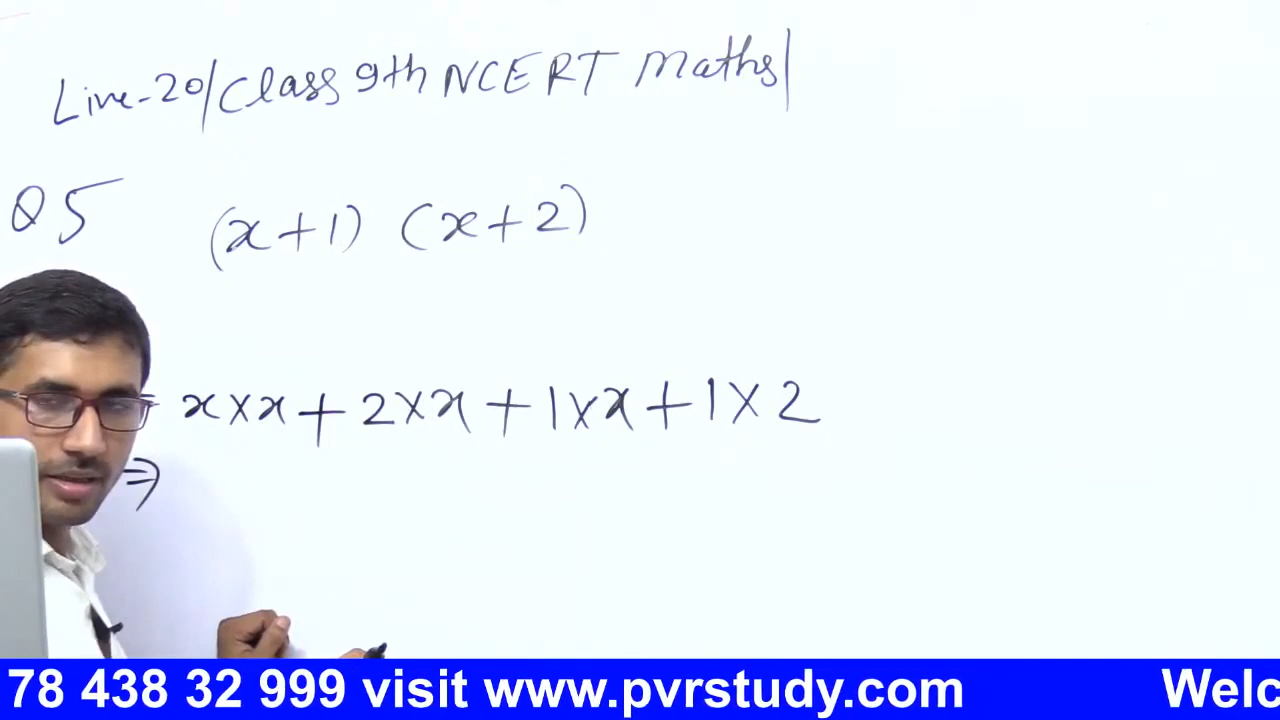 Live-20/Class 9th NCERT Maths|
Q5 (x+1) (x+2)
= x×x + 2×x + 1×x + 1×2
⇒
78 438 32 999 visit www.pvrstudy.com Welc